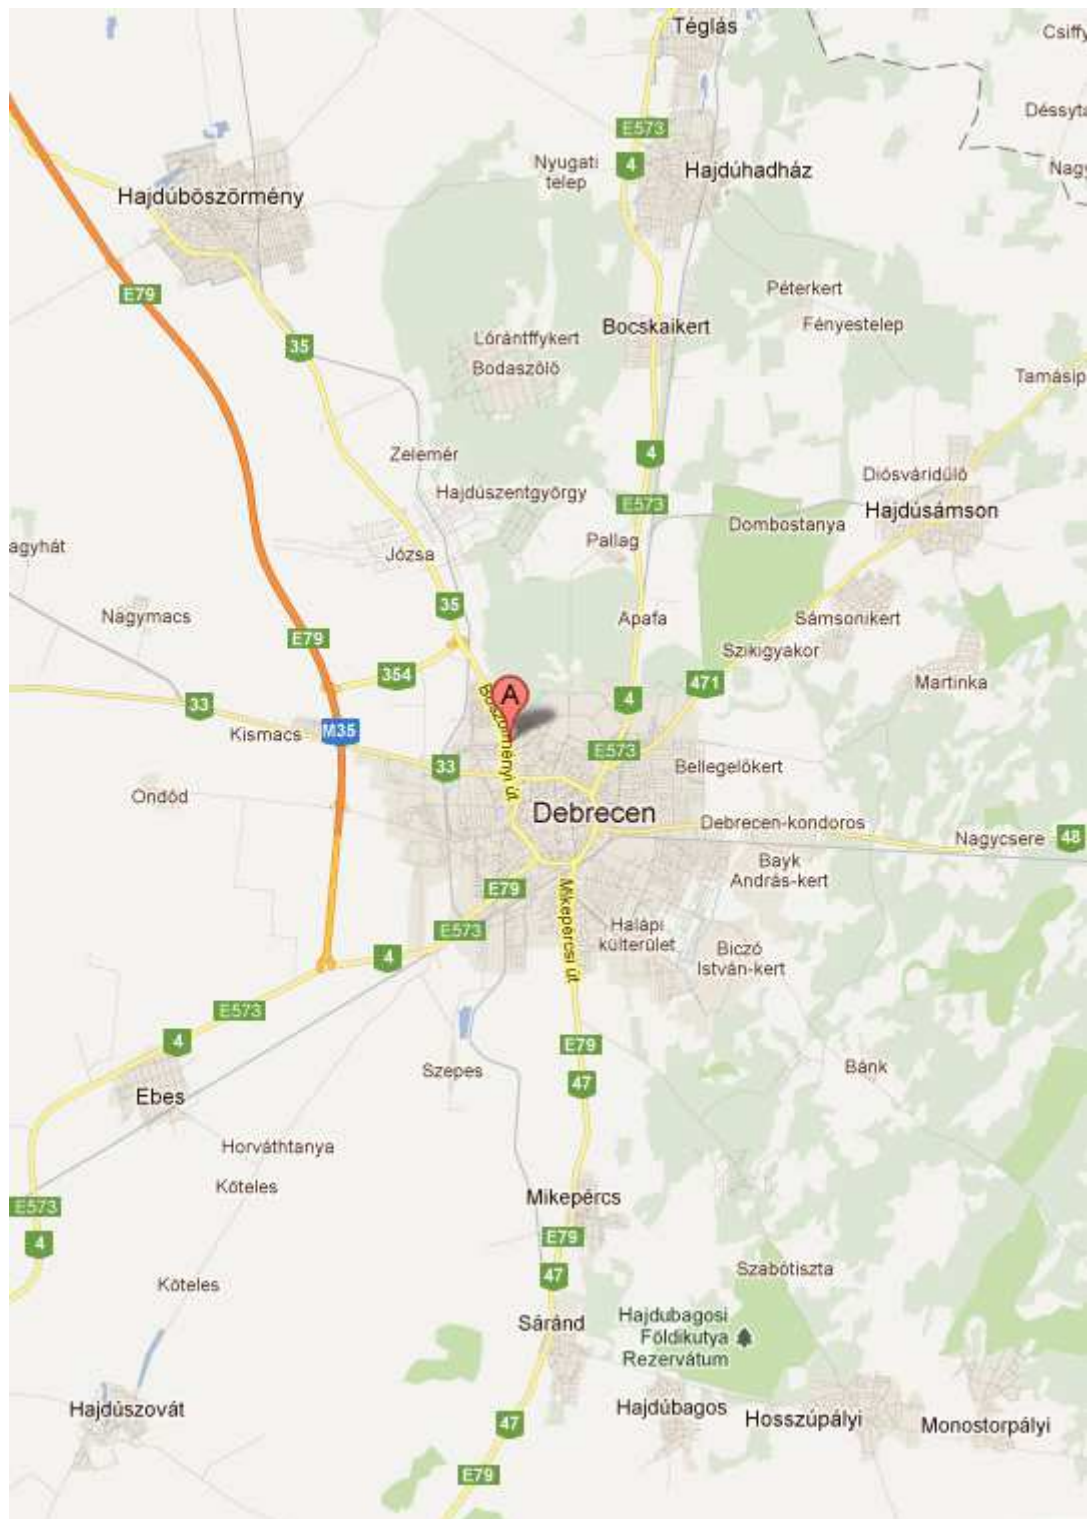 Téglás
Csiffy
E573
Déssyta
4
Nyugati
telep
Hajdúhadház
Nagy
Hajdúböszörmény
E79
Péterkert
Bocskaikert
Fényestelep
Lórántffykert
35
Bodaszőlő
Tamásip
4
Zelemér
Diósváridűlő
Hajdúszentgyörgy
E573
Hajdúsámson
Dombostanya
Pallag
agyhát
Józsa
35
Nagymacs
Apafa
Sámsonikert
E79
Szikigyakor
354
471
Martinka
A
4
33
Böszörményi út
M35
Kismacs
E573
33
Bellegelőkert
Ondód
Debrecen
Debrecen-kondoros
Nagycsere
48
Bayk
András-kert
E79
Mikepércsi út
E573
Halápi
külterület
4
Biczó
István-kert
E573
4
E79
Szepes
Bánk
47
Ebes
Horváthtanya
Köteles
Mikepércs
E573
4
E79
Szabótiszta
47
Köteles
Sáránd
Hajdubagosi
Földikutya
Rezervátum
Hajdúszovát
Hajdúbagos
Hosszúpályi
Monostorpályi
47
E79